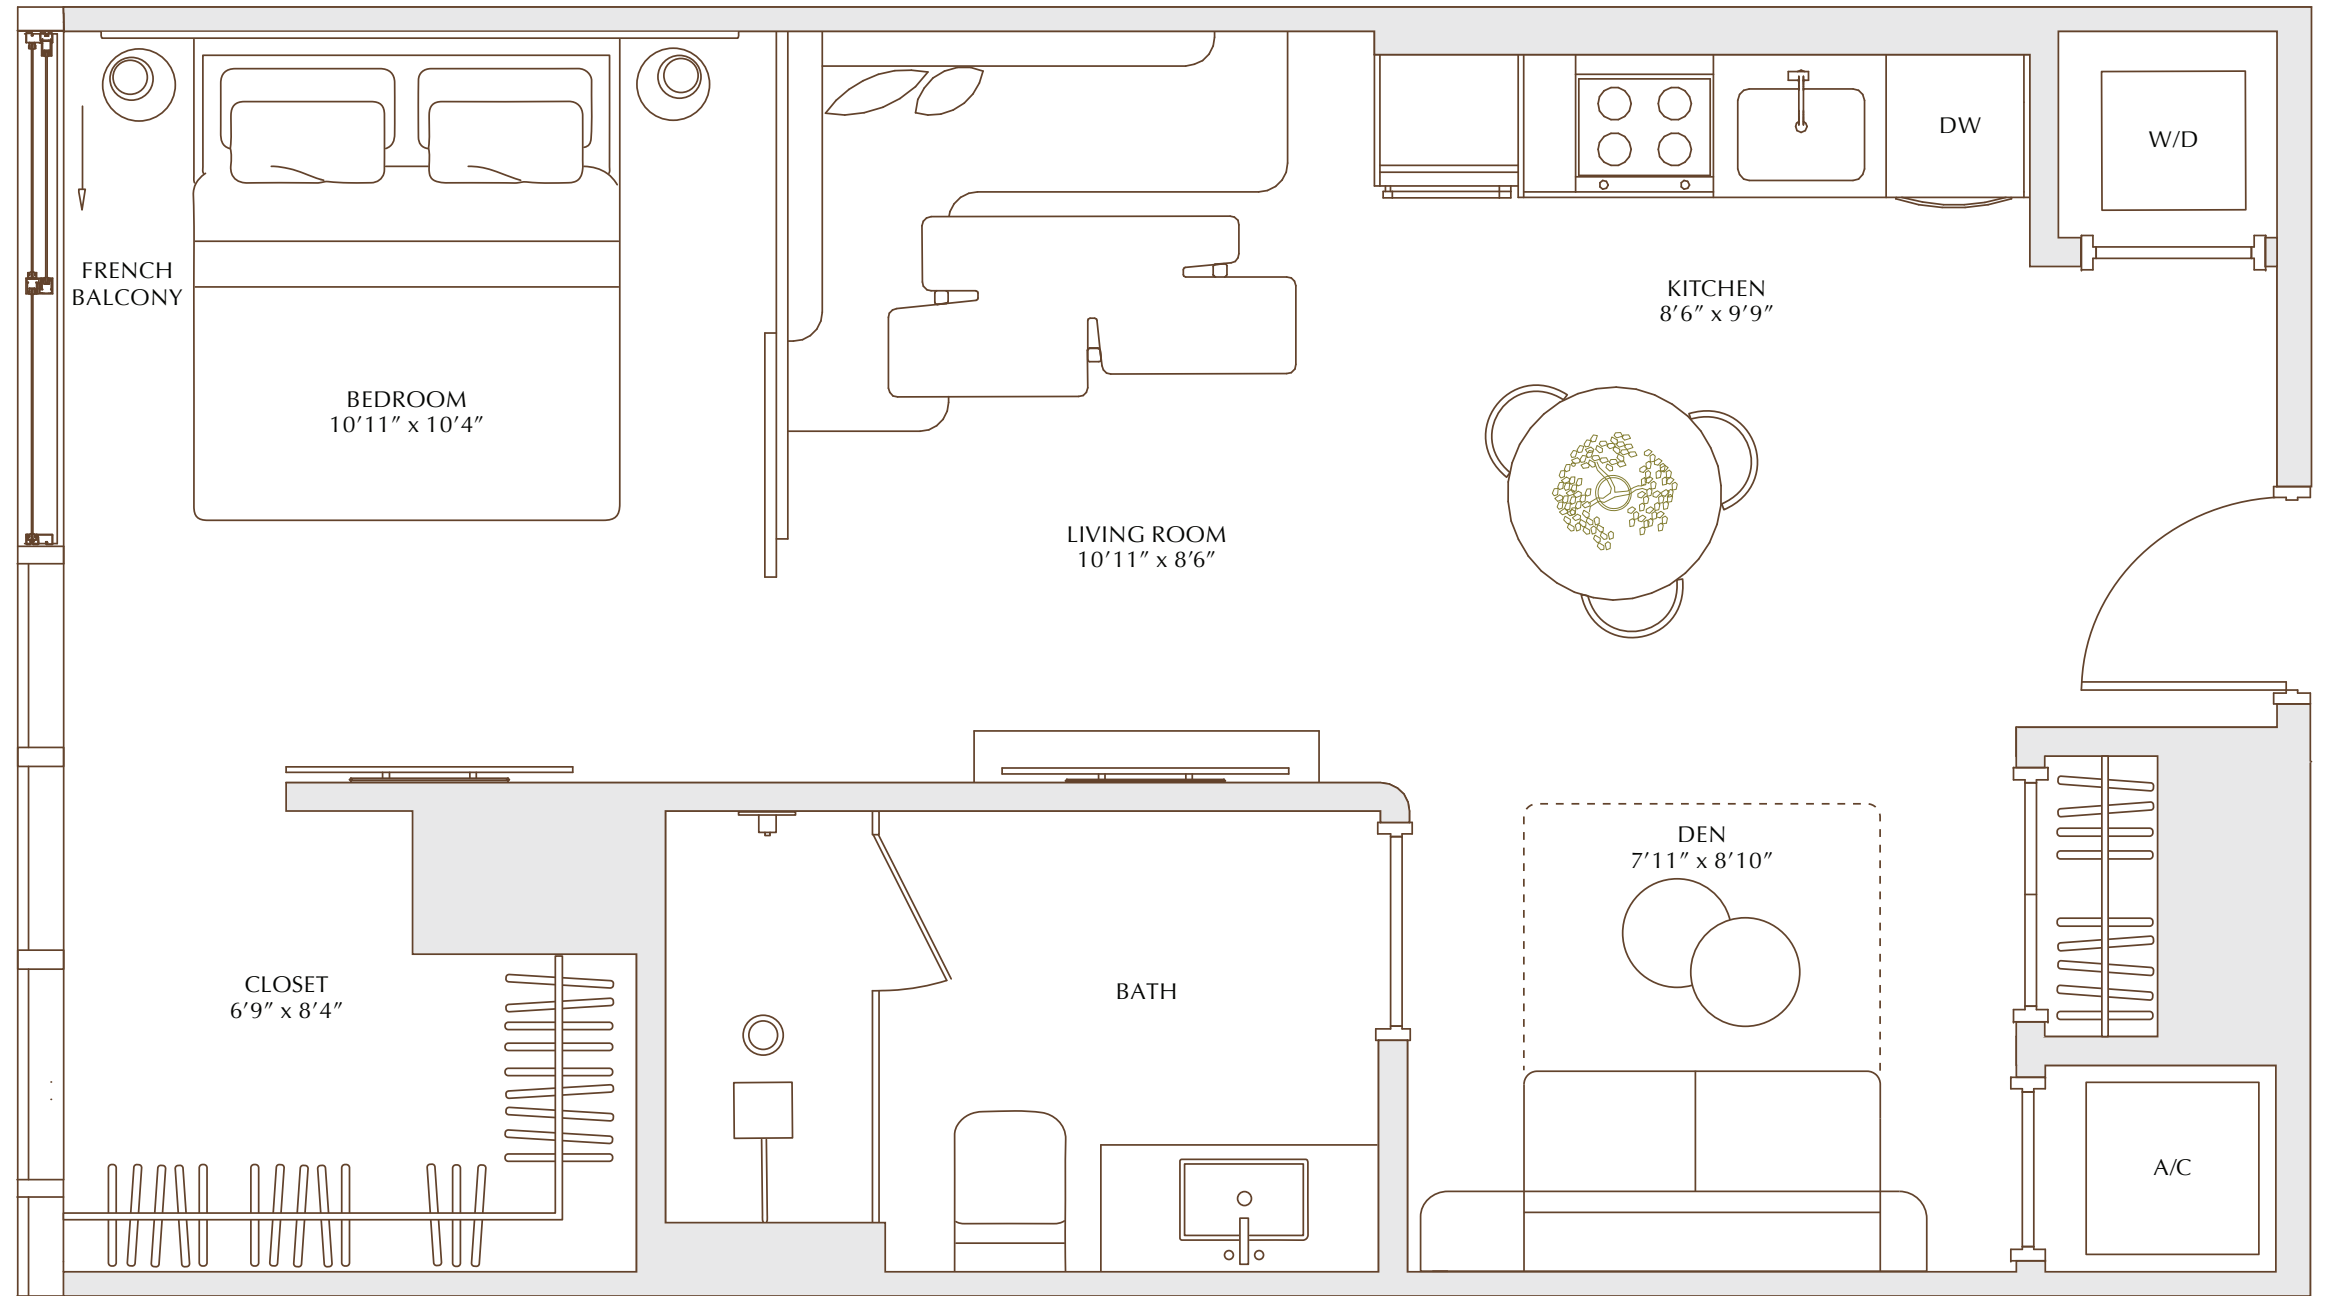 DW
W/D
FRENCH
BALCONY
KITCHEN
8’6” x 9’9”
BEDROOM
10’11” x 10’4”
LIVING ROOM
10’11” x 8’6”
DEN
7’11” x 8’10”
CLOSET
6’9” x 8’4”
BATH
A/C